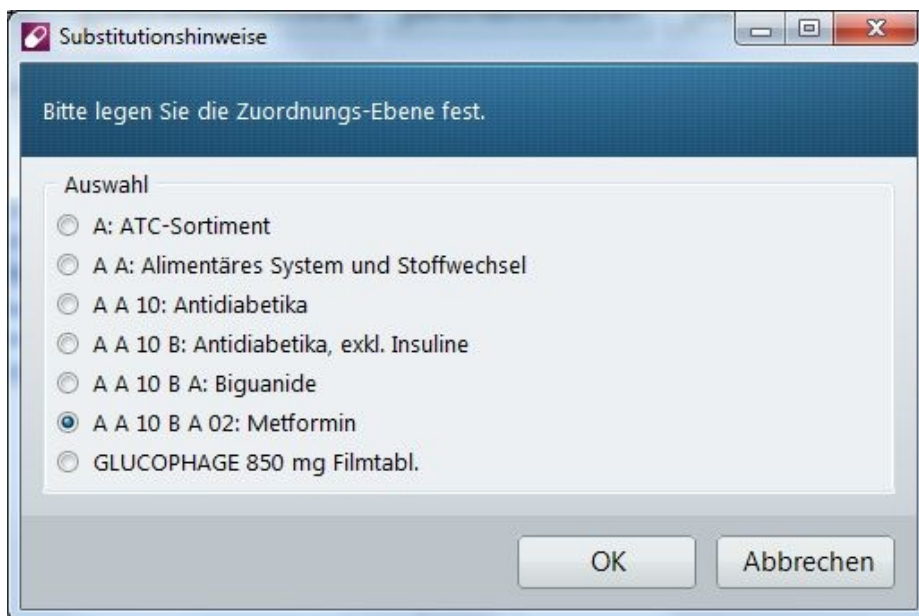 Substitutionshinweise
Bitte legen Sie die Zuordnungs-Ebene fest.
Auswahl
A: ATC-Sortiment
A A: Alimentäres System und Stoffwechsel
A A 10: Antidiabetika
A A 10 B: Antidiabetika, exkl. Insuline
A A 10 B A: Biguanide
A A 10 B A 02: Metformin
GLUCOPHAGE 850 mg Filmtabl.
OK Abbrechen